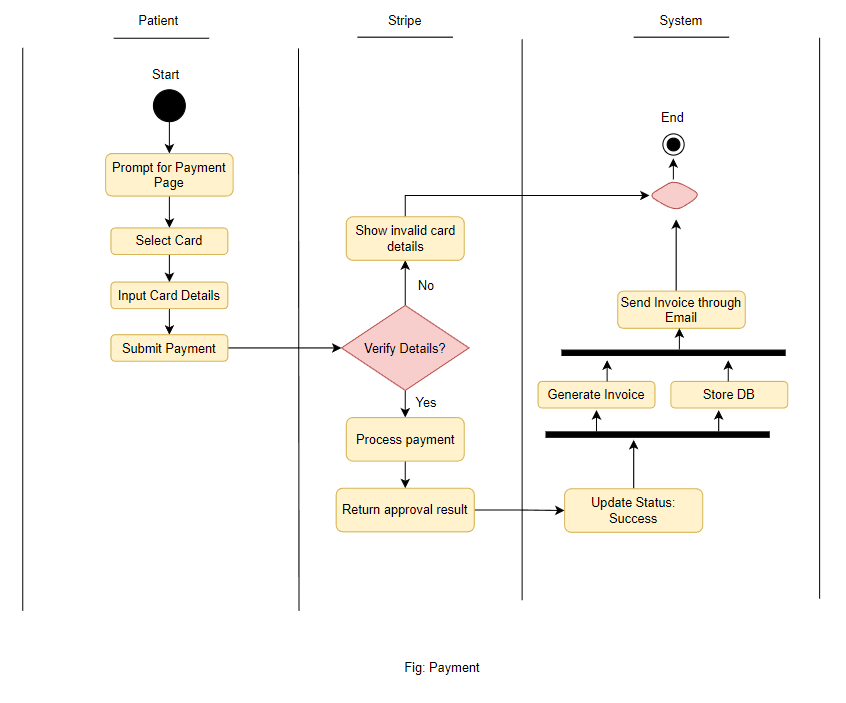 Patient
Stripe
System
Start
Prompt for Payment
Page
Select Card
Input Card Details
Submit Payment
Show invalid card
details
No
Verify Details?
Yes
Process payment
Return approval result
End
Send Invoice through
Email
Generate Invoice
Store DB
Update Status:
Success
Fig: Payment